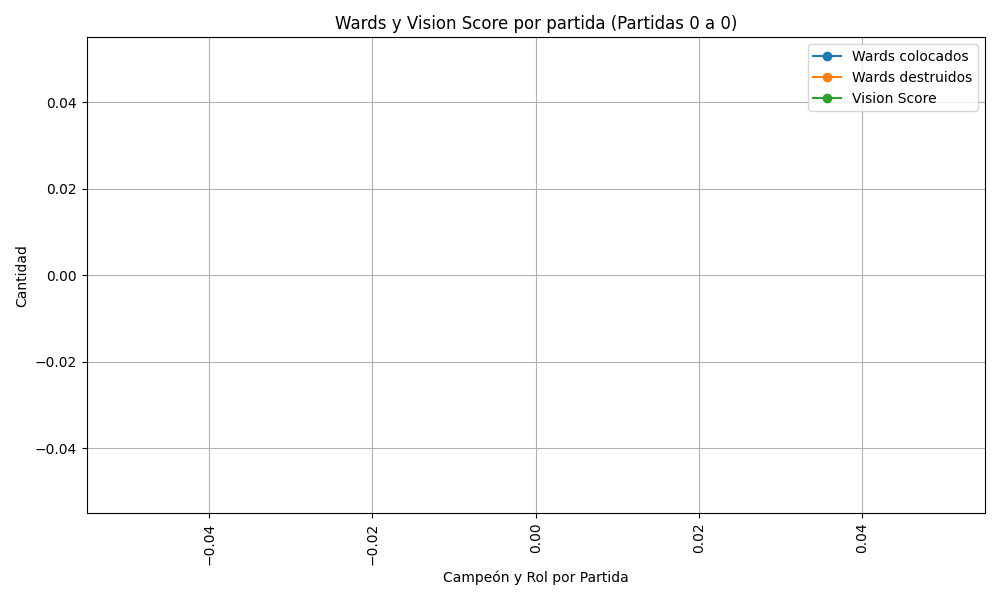 Wards y Vision Score por partida (Partidas 0 a 0)
Wards colocados
Wards destruidos
Vision Score
0.04
0.02
0.00
−0.02
−0.04
Cantidad
−0.04
−0.02
0.00
0.02
0.04
Campeón y Rol por Partida